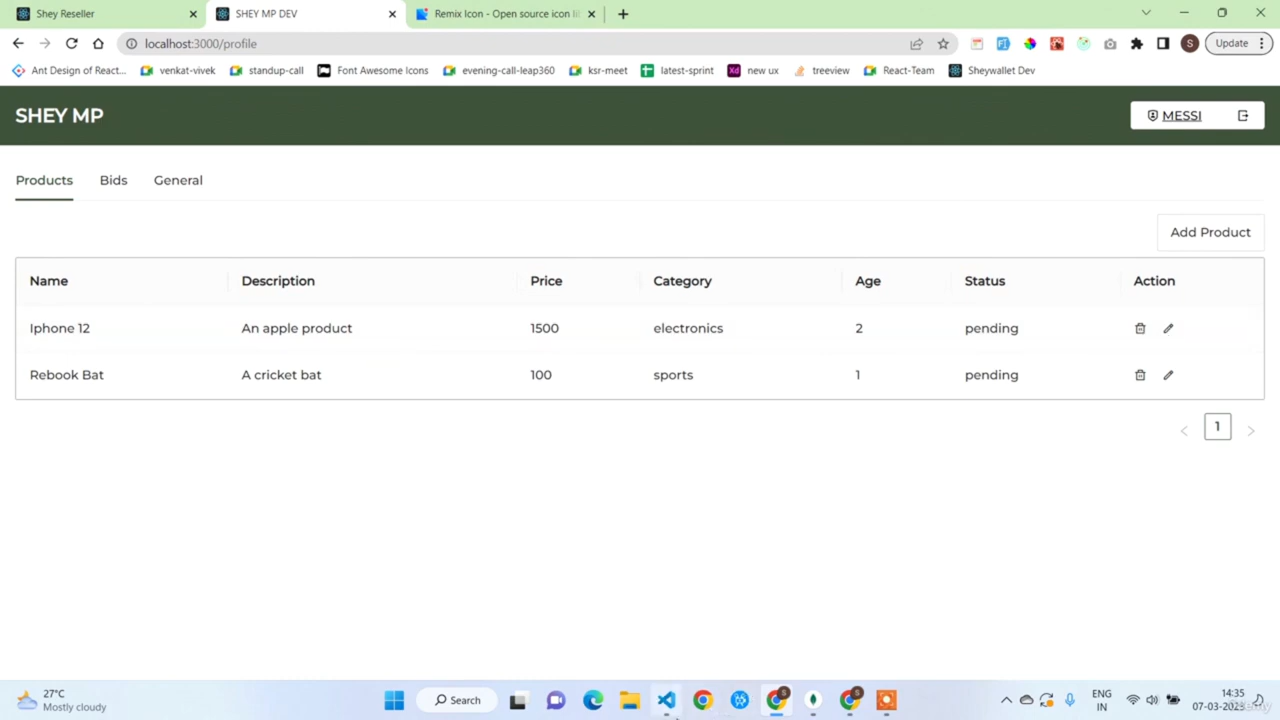 Shey Reseller
SHEY MP DEV
Remix Icon - Open source icon li
localhost:3000/profile
S
Update
Ant Design of React...
venkat-vivek
standup-call
Font Awesome Icons
evening-call-leap360
ksr-meet
latest-sprint
Xd
new ux
treeview
React-Team
Sheywallet Dev
SHEY MP
MESSI
Products
Bids
General
Add Product
Name Description Price Category Age Status Action
Iphone 12 An apple product 1500 electronics 2 pending
Rebook Bat A cricket bat 100 sports 1 pending
< 1 >
27°C
Mostly cloudy
Search
S
S
ENG
IN
14:35
07-03-2023